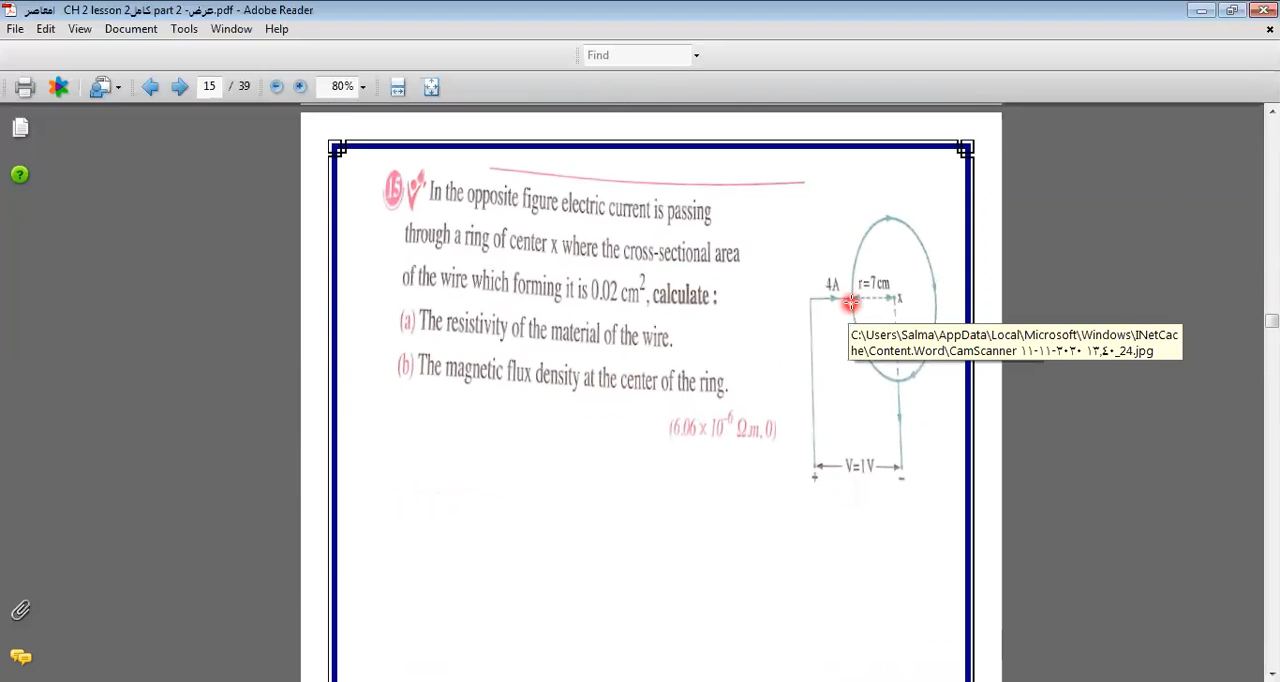 معاصر CH 2 lesson 2كامل part 2 -عرض.pdf - Adobe Reader
File Edit View Document Tools Window Help
Find
15 / 39 80%
15 In the opposite figure electric current is passing
through a ring of center x where the cross-sectional area
of the wire which forming it is 0.02 cm², calculate :
(a) The resistivity of the material of the wire.
(b) The magnetic flux density at the center of the ring.
(6.06 × 10⁻⁶ Ω.m, 0)
4A r=7cm
x
C:\Users\Salma\AppData\Local\Microsoft\Windows\INetCac
he\Content.Word\CamScanner ١١-١١-٢٠٢٠ ١٣,٤٠_24.jpg
V=1V
+ -